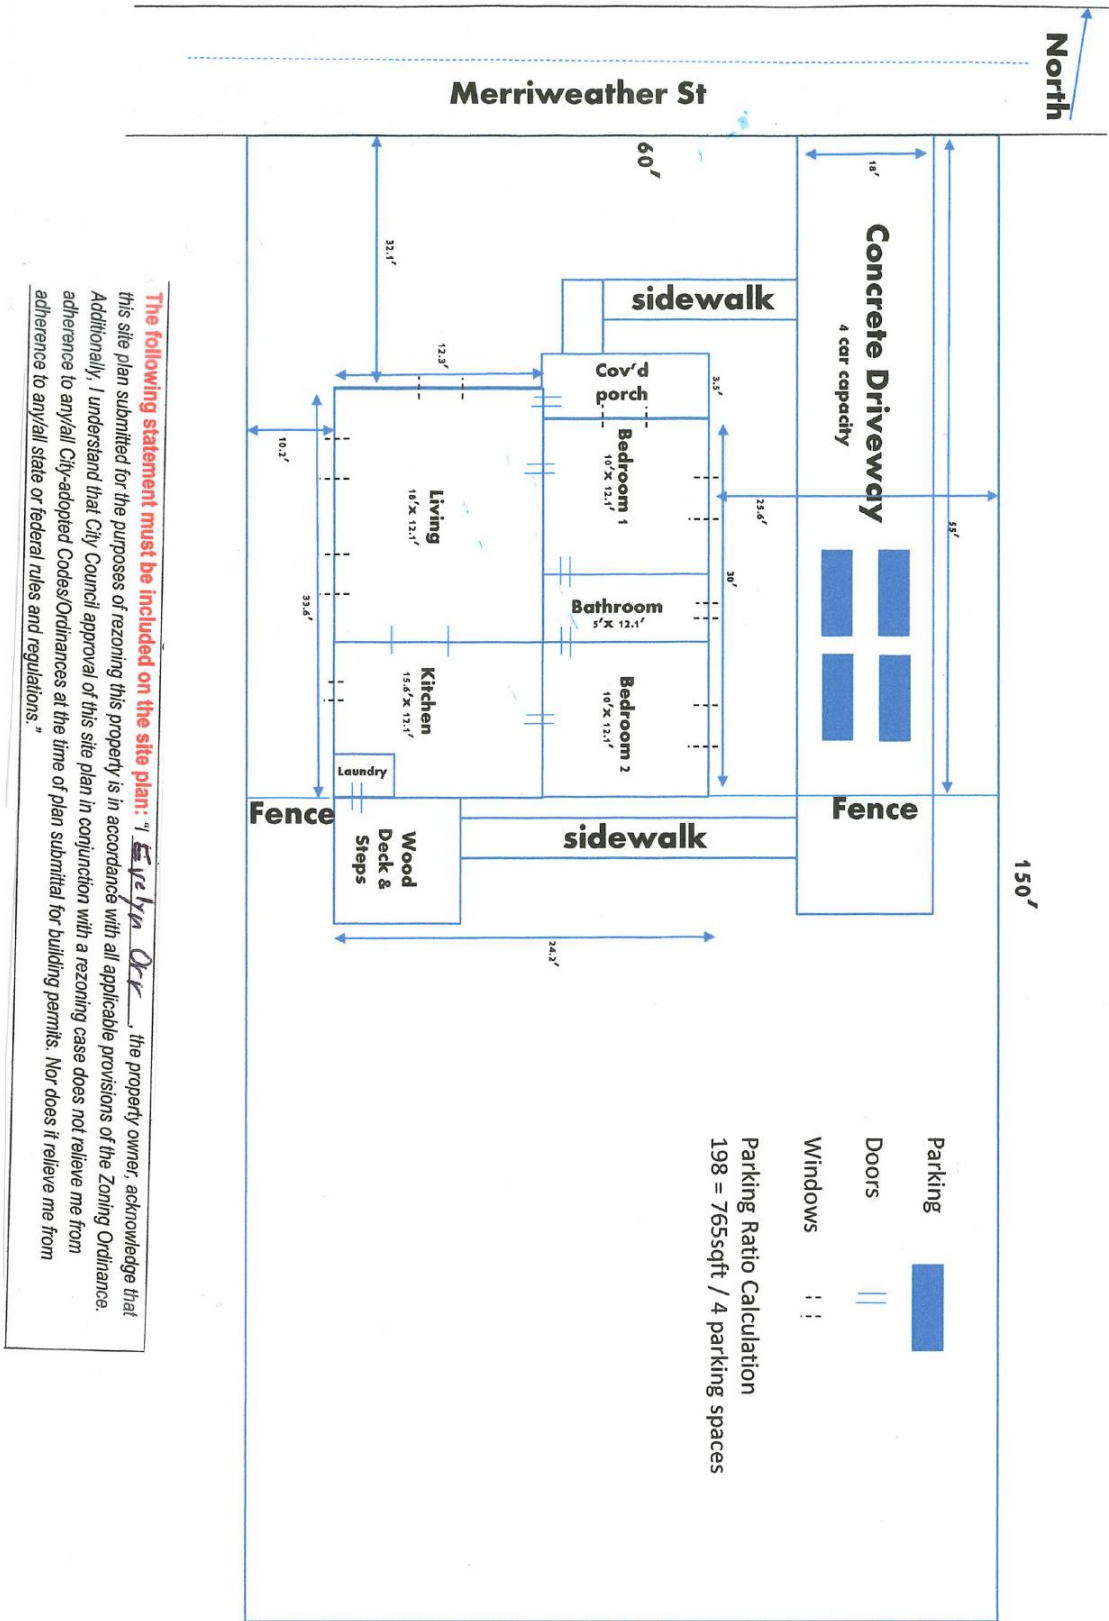 North
Merriweather St
60'
18'
Concrete Driveway
4 car capacity
55'
25.6'
32.1'
sidewalk
Cov'd
porch
3.5'
12.3'
10.2'
Bedroom 1
10'X 12.1'
30'
Living
18'X 12.1'
33.6'
Bathroom
5'X 12.1'
Kitchen
15.6'X 12.1'
Bedroom 2
10'X 12.1'
Laundry
Fence
Fence
sidewalk
Wood
Deck &
Steps
24.2'
150'
Parking
Doors
Windows
Parking Ratio Calculation
198 = 765sqft / 4 parking spaces
The following statement must be included on the site plan: "I Evelyn Orr, the property owner, acknowledge that
this site plan submitted for the purposes of rezoning this property is in accordance with all applicable provisions of the Zoning Ordinance.
Additionally, I understand that City Council approval of this site plan in conjunction with a rezoning case does not relieve me from
adherence to any/all City-adopted Codes/Ordinances at the time of plan submittal for building permits. Nor does it relieve me from
adherence to any/all state or federal rules and regulations."